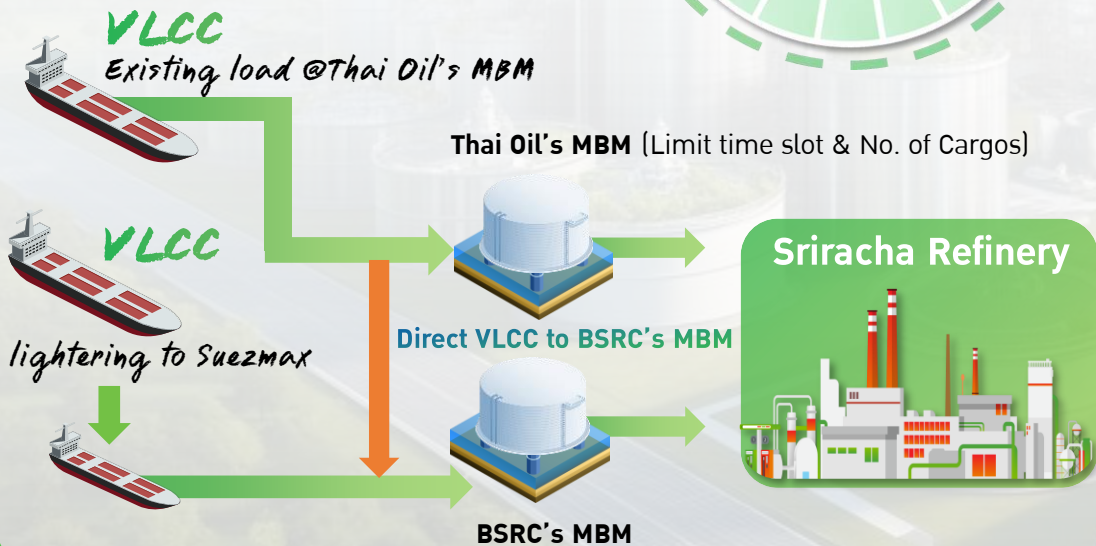 VLCC
Existing load @Thai Oil's MBM
Thai Oil's MBM (Limit time slot & No. of Cargos)
VLCC
lightering to Suezmax
Direct VLCC to BSRC's MBM
Sriracha Refinery
BSRC's MBM